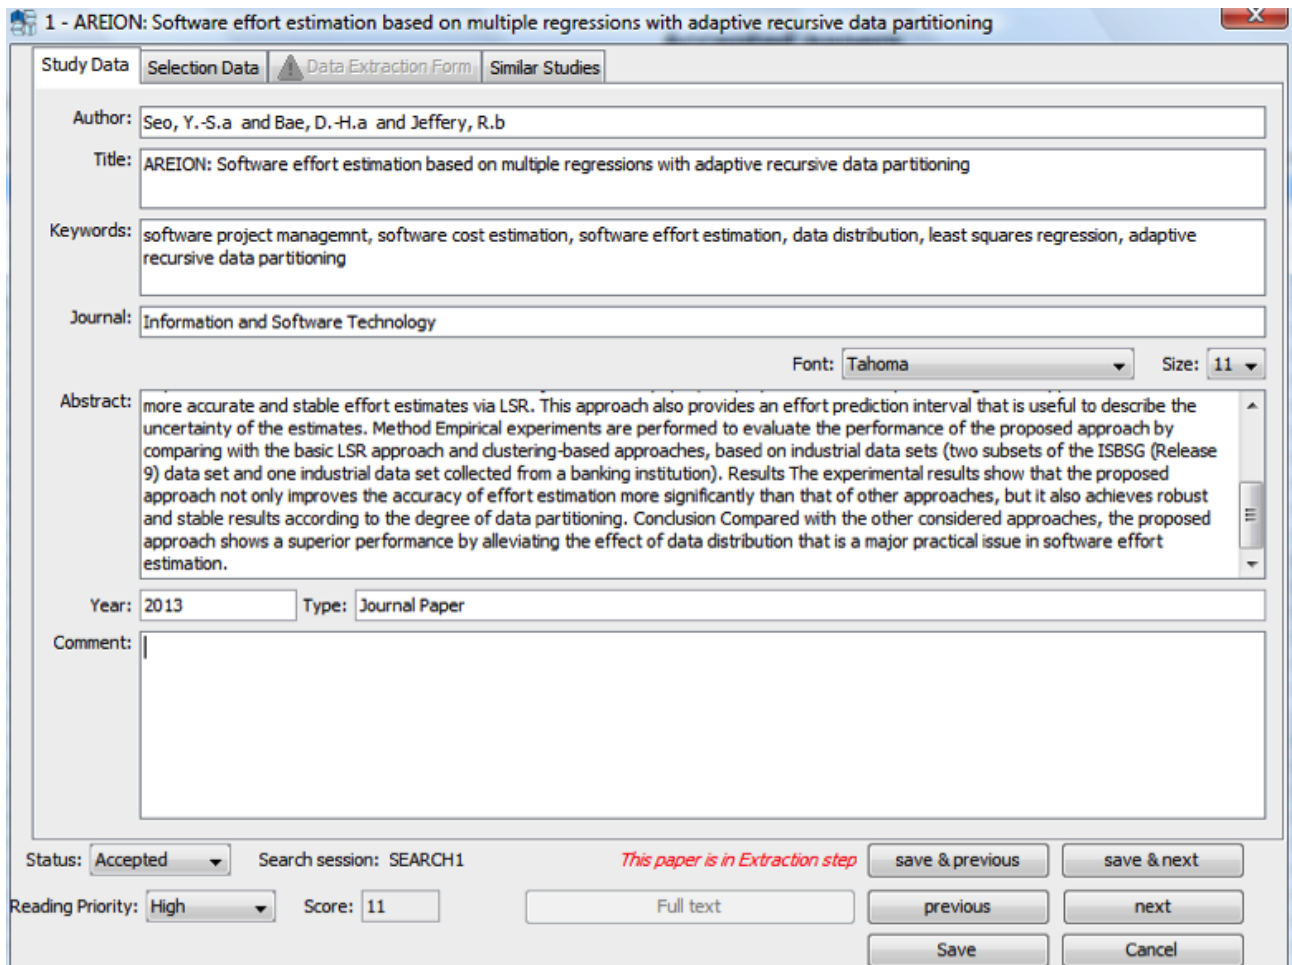 1 - AREION: Software effort estimation based on multiple regressions with adaptive recursive data partitioning
Study Data Selection Data Data Extraction Form Similar Studies
Author: Seo, Y.-S.a and Bae, D.-H.a and Jeffery, R.b
Title: AREION: Software effort estimation based on multiple regressions with adaptive recursive data partitioning
Keywords: software project managemnt, software cost estimation, software effort estimation, data distribution, least squares regression, adaptive
recursive data partitioning
Journal: Information and Software Technology
Font: Tahoma Size: 11
Abstract: more accurate and stable effort estimates via LSR. This approach also provides an effort prediction interval that is useful to describe the
uncertainty of the estimates. Method Empirical experiments are performed to evaluate the performance of the proposed approach by
comparing with the basic LSR approach and clustering-based approaches, based on industrial data sets (two subsets of the ISBSG (Release
9) data set and one industrial data set collected from a banking institution). Results The experimental results show that the proposed
approach not only improves the accuracy of effort estimation more significantly than that of other approaches, but it also achieves robust
and stable results according to the degree of data partitioning. Conclusion Compared with the other considered approaches, the proposed
approach shows a superior performance by alleviating the effect of data distribution that is a major practical issue in software effort
estimation.
Year: 2013 Type: Journal Paper
Comment:
Status: Accepted Search session: SEARCH1 This paper is in Extraction step save & previous save & next
Reading Priority: High Score: 11 Full text previous next
Save Cancel